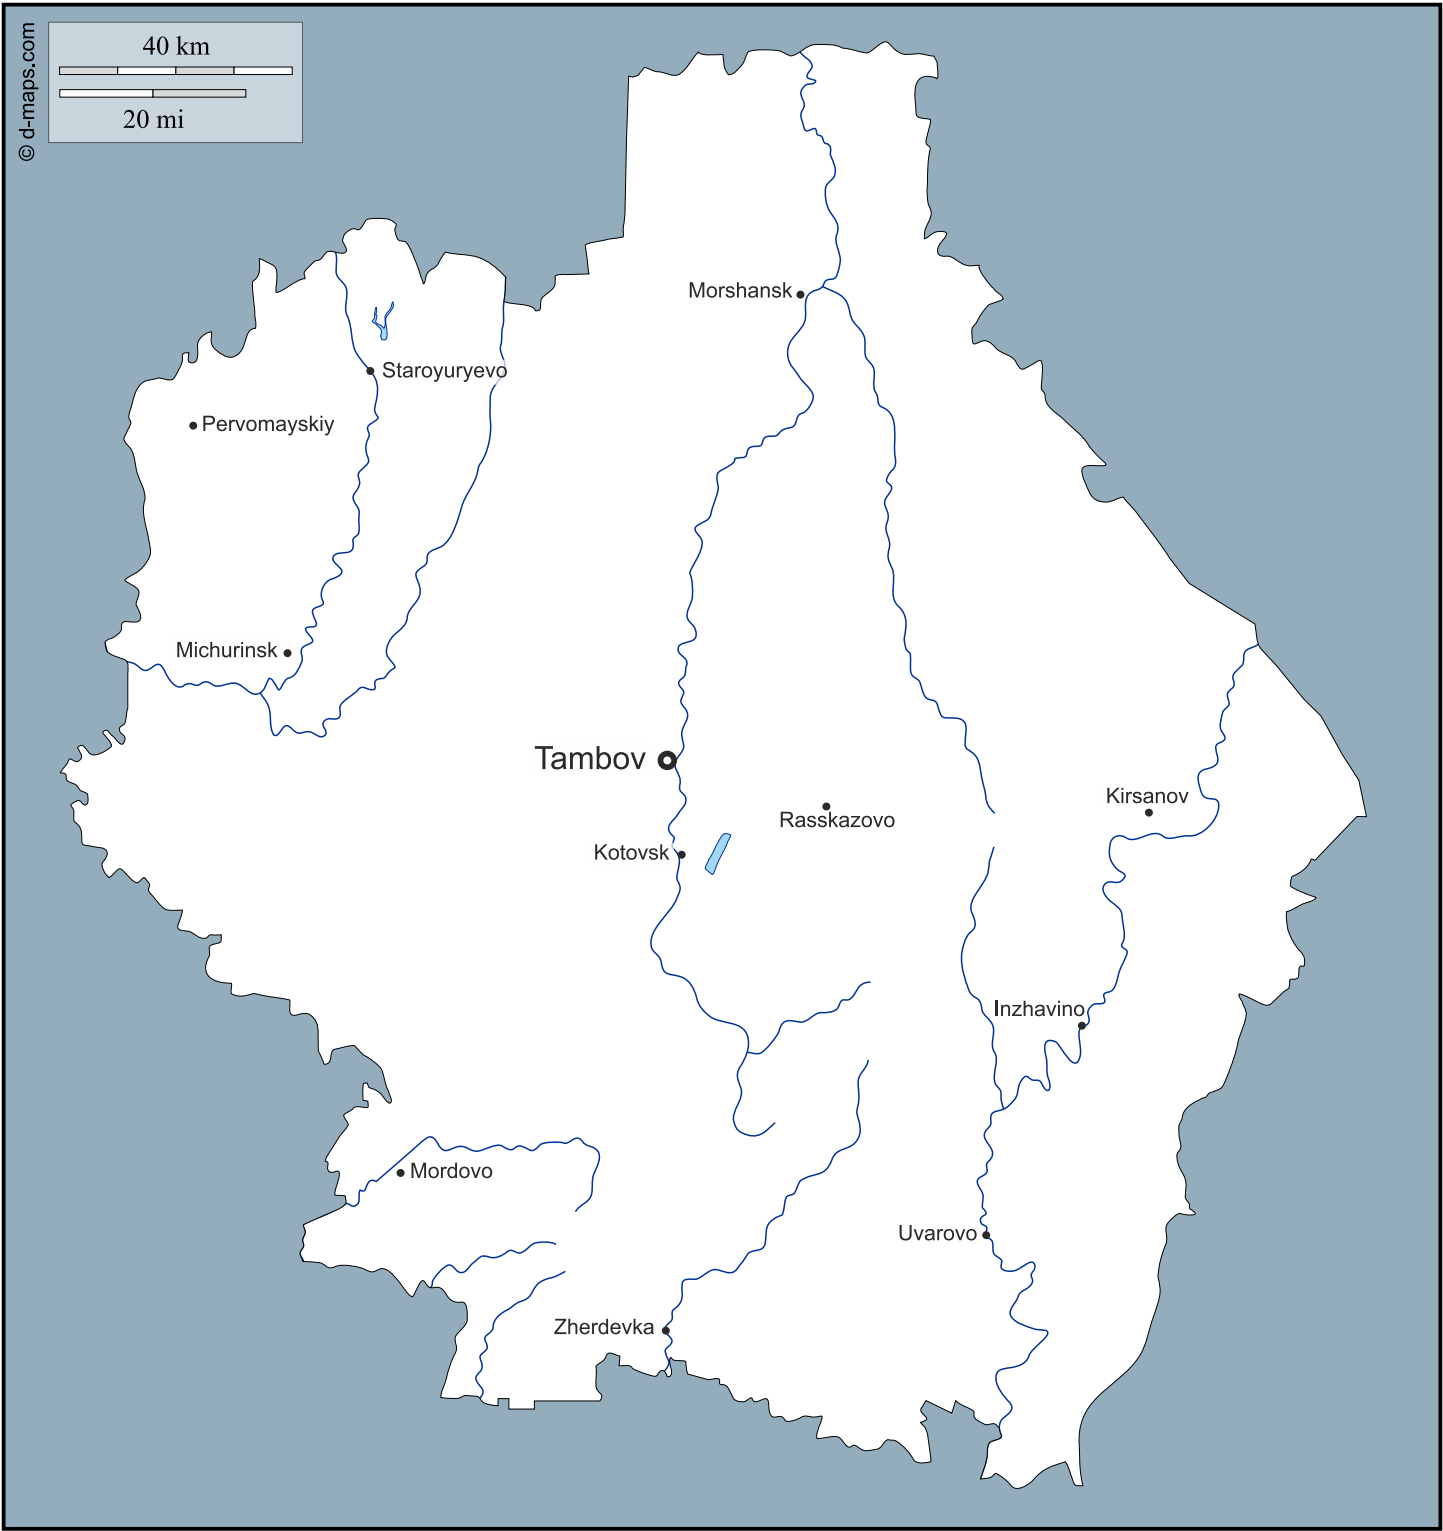 © d-maps.com
40 km
20 mi
Morshansk
Staroyuryevo
Pervomayskiy
Michurinsk
Tambov
Kirsanov
Rasskazovo
Kotovsk
Inzhavino
Mordovo
Uvarovo
Zherdevka